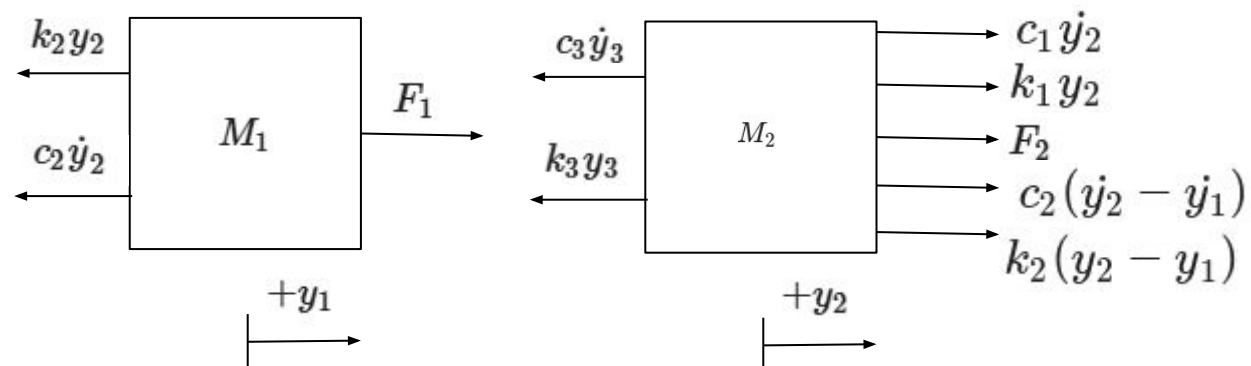 k₂y₂
c₂ẏ₂
M₁
F₁
+y₁
c₃ẏ₃
k₃y₃
M₂
c₁ẏ₂
k₁y₂
F₂
c₂(ẏ₂ − ẏ₁)
k₂(y₂ − y₁)
+y₂